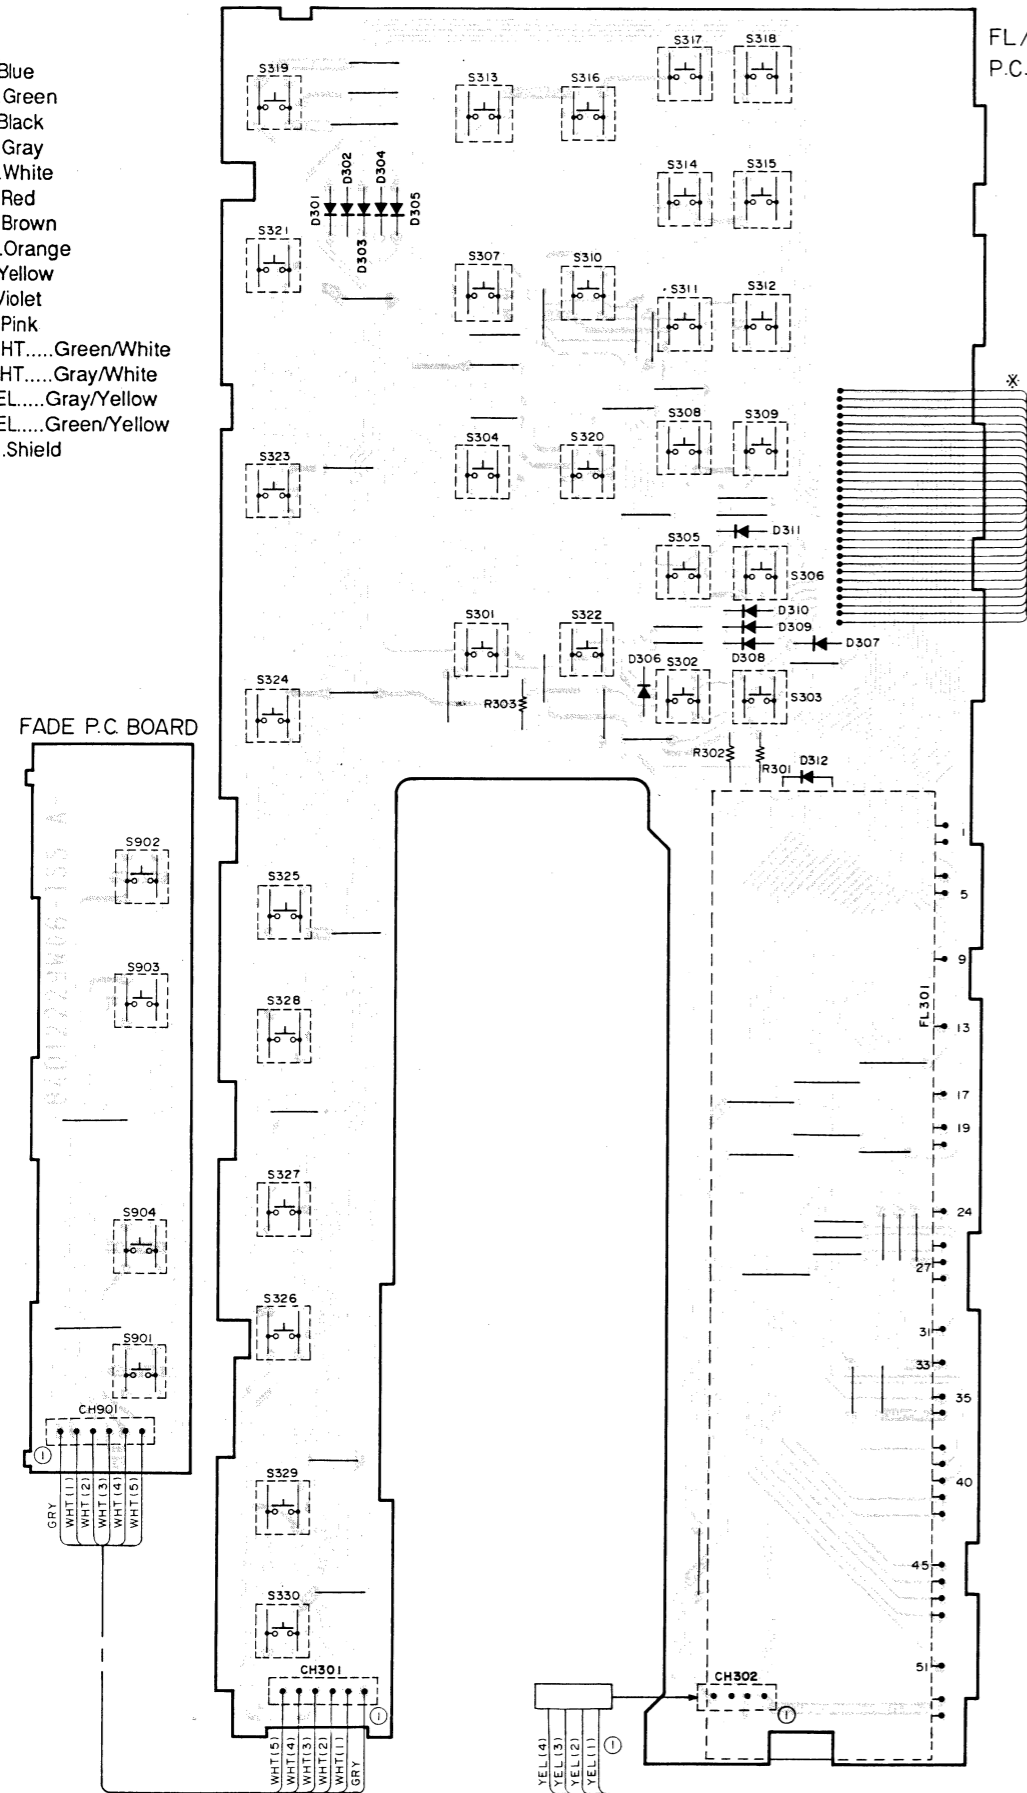 FL/
P.C.
Blue
Green
Black
Gray
.White
Red
Brown
.Orange
Yellow
Violet
Pink
HT.....Green/White
HT.....Gray/White
EL.....Gray/Yellow
EL.....Green/Yellow
.Shield
S317 S318
S319 S313 S316
S314 S315
D302 D304
D301 D305
D303
S321 S307 S310
S311 S312
※
S308 S309
S323 S304 S320
D311
S305 S306
D310
D309
S301 S322 D307
D306 S302 D308
S324 R303 S303
FADE P.C. BOARD
R302 R301 D312
S902
S325
S903
S328
S327
S904
S326
S901
CH901
①
GRY WHT(1) WHT(2) WHT(3) WHT(4) WHT(5)
S329
S330
CH301
①
WHT(5) WHT(4) WHT(3) WHT(2) WHT(1) GRY
FL301
1
5
9
13
17
19
24
27
31
33
35
40
45
51
CH302
①
YEL(4) YEL(3) YEL(2) YEL(1) ①